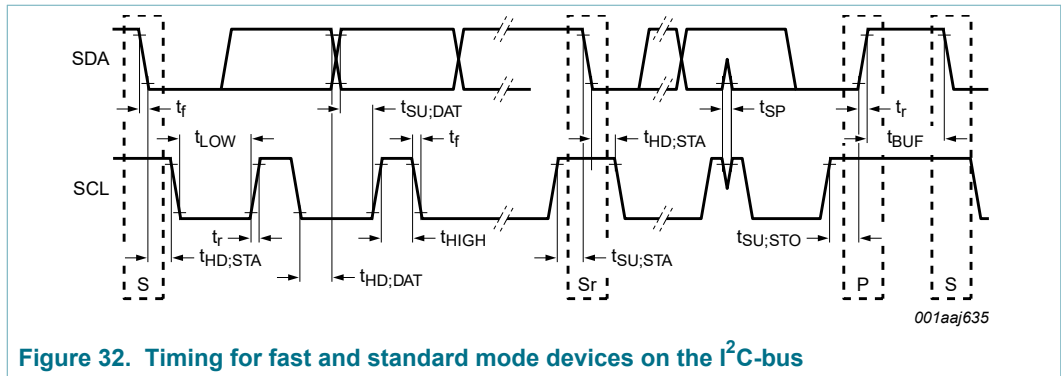 SDA
t_f
t_SU;DAT
t_SP
t_r
t_LOW
t_f
t_HD;STA
t_BUF
SCL
t_r
t_HIGH
t_SU;STO
t_HD;STA
t_HD;DAT
t_SU;STA
S
Sr
P
S
001aaj635
Figure 32. Timing for fast and standard mode devices on the I²C-bus